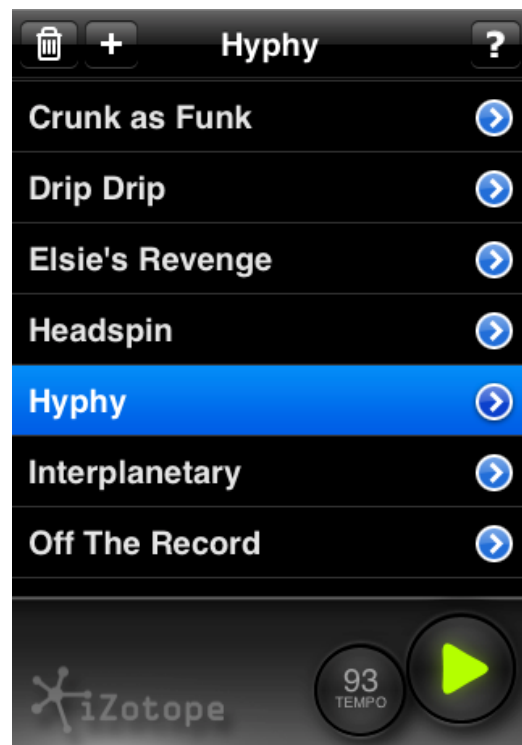 Hyphy ?
Crunk as Funk
Drip Drip
Elsie's Revenge
Headspin
Hyphy
Interplanetary
Off The Record
93
TEMPO
iZotope